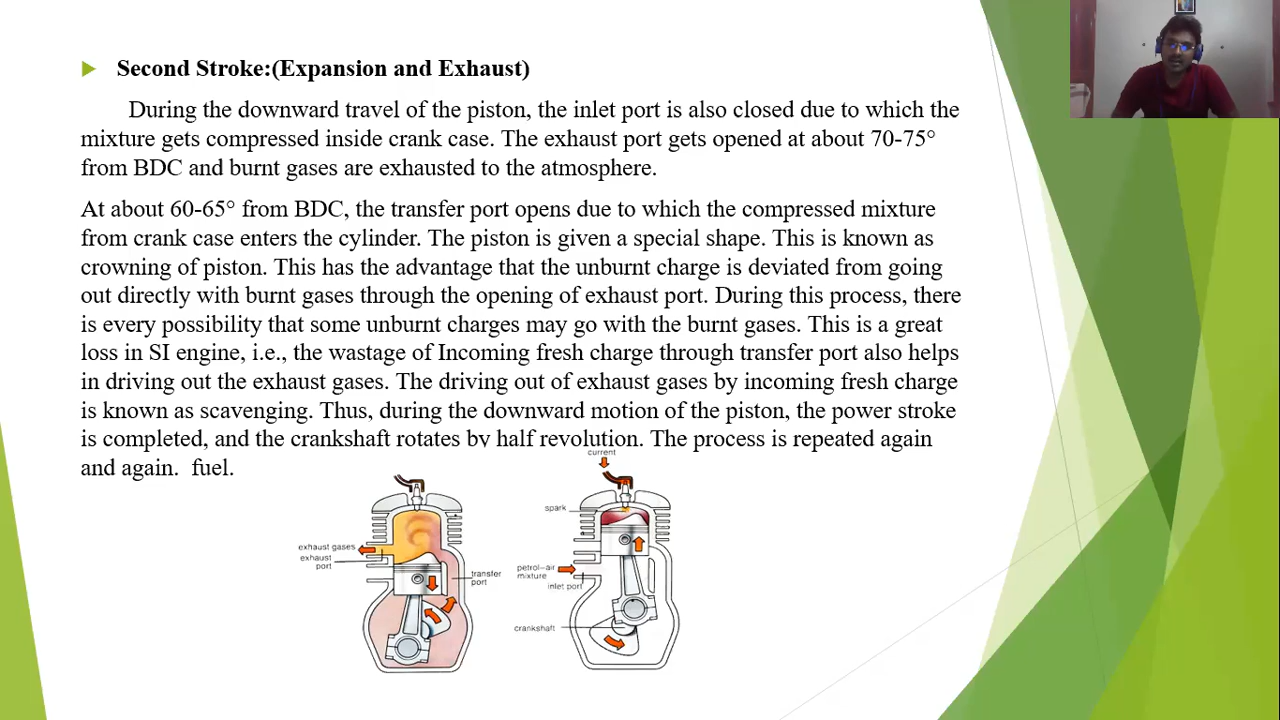 Second Stroke:(Expansion and Exhaust)
During the downward travel of the piston, the inlet port is also closed due to which the
mixture gets compressed inside crank case. The exhaust port gets opened at about 70-75°
from BDC and burnt gases are exhausted to the atmosphere.
At about 60-65° from BDC, the transfer port opens due to which the compressed mixture
from crank case enters the cylinder. The piston is given a special shape. This is known as
crowning of piston. This has the advantage that the unburnt charge is deviated from going
out directly with burnt gases through the opening of exhaust port. During this process, there
is every possibility that some unburnt charges may go with the burnt gases. This is a great
loss in SI engine, i.e., the wastage of Incoming fresh charge through transfer port also helps
in driving out the exhaust gases. The driving out of exhaust gases by incoming fresh charge
is known as scavenging. Thus, during the downward motion of the piston, the power stroke
is completed, and the crankshaft rotates by half revolution. The process is repeated again
and again.  fuel.
exhaust gases
exhaust
port
transfer
port
current
spark
petrol-air
mixture
inlet port
crankshaft